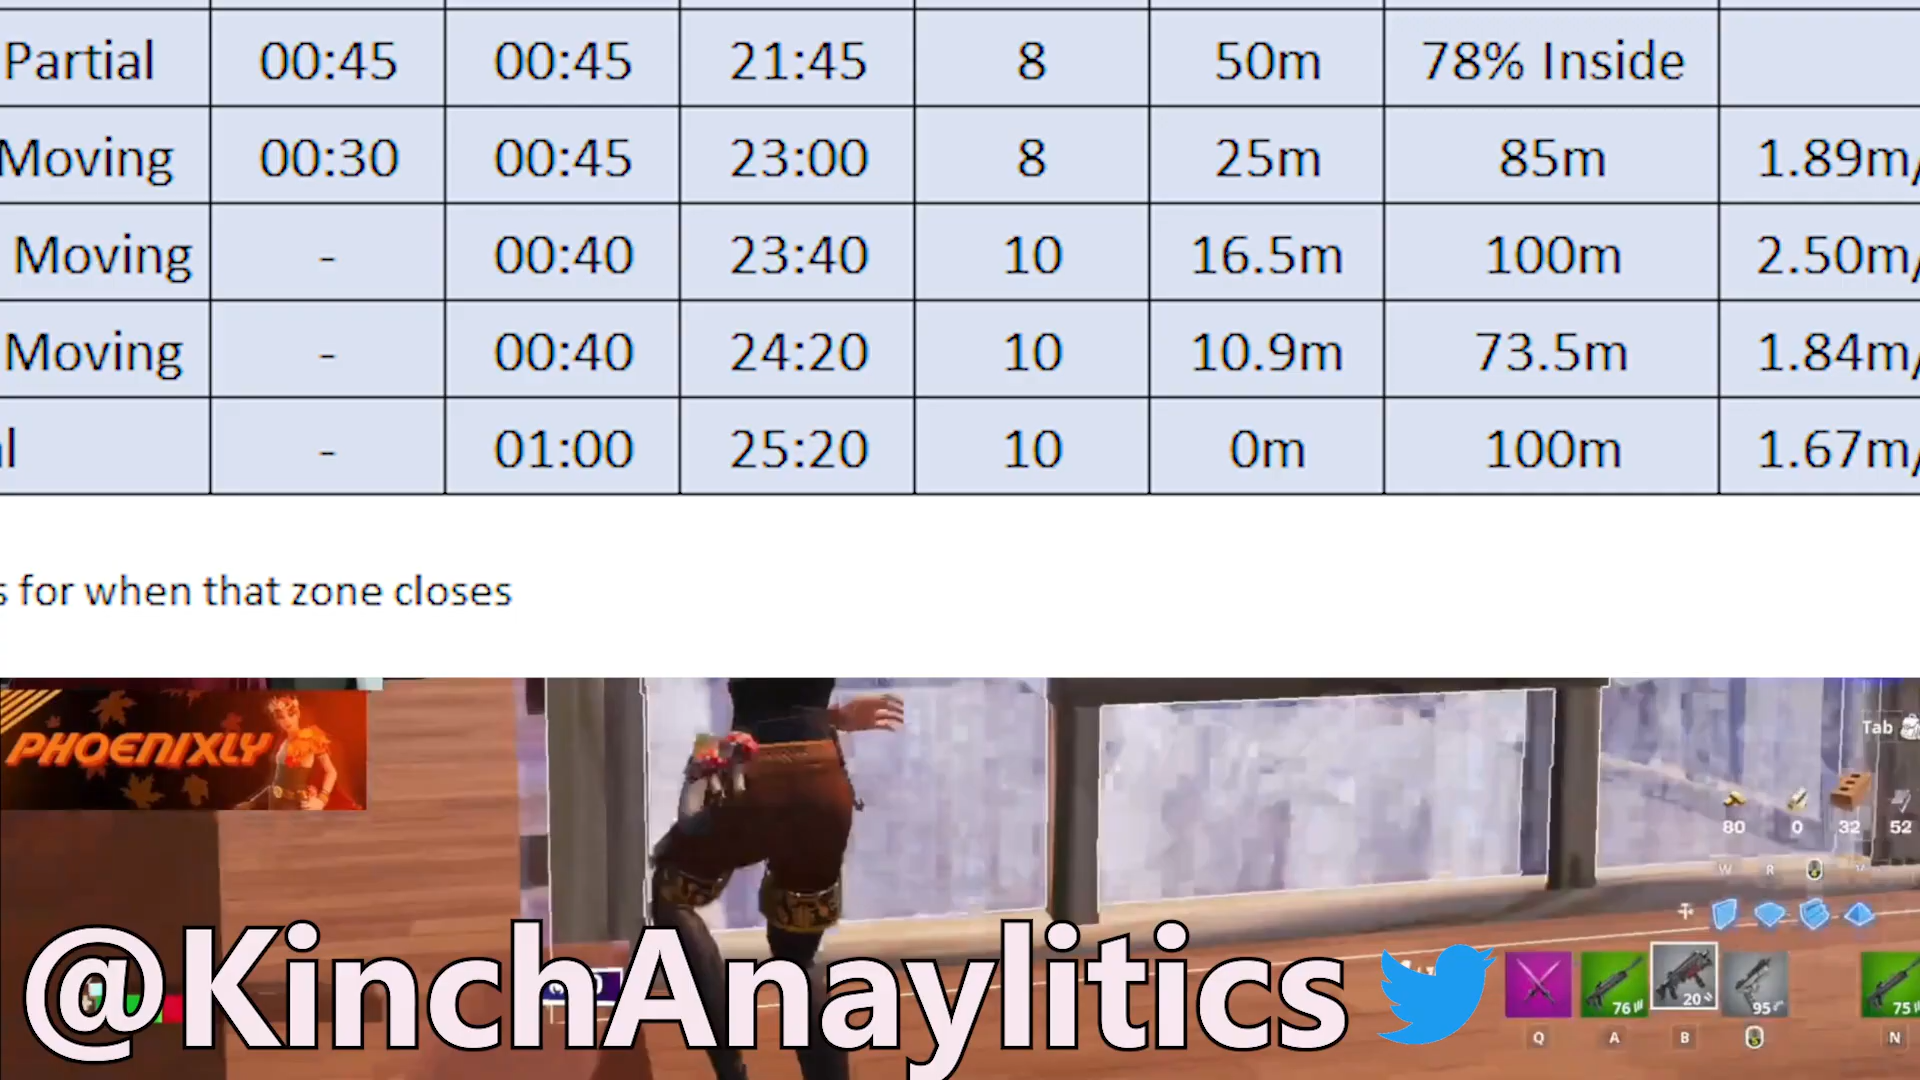 Partial 00:45 00:45 21:45 8 50m 78% Inside
Moving 00:30 00:45 23:00 8 25m 85m 1.89m/
Moving - 00:40 23:40 10 16.5m 100m 2.50m/
Moving - 00:40 24:20 10 10.9m 73.5m 1.84m/
al - 01:00 25:20 10 0m 100m 1.67m/
s for when that zone closes
PHOENIXLY
Tab
80 0 32 52
W R
76 20 95 75
Q A B 5 N
@KinchAnaylitics